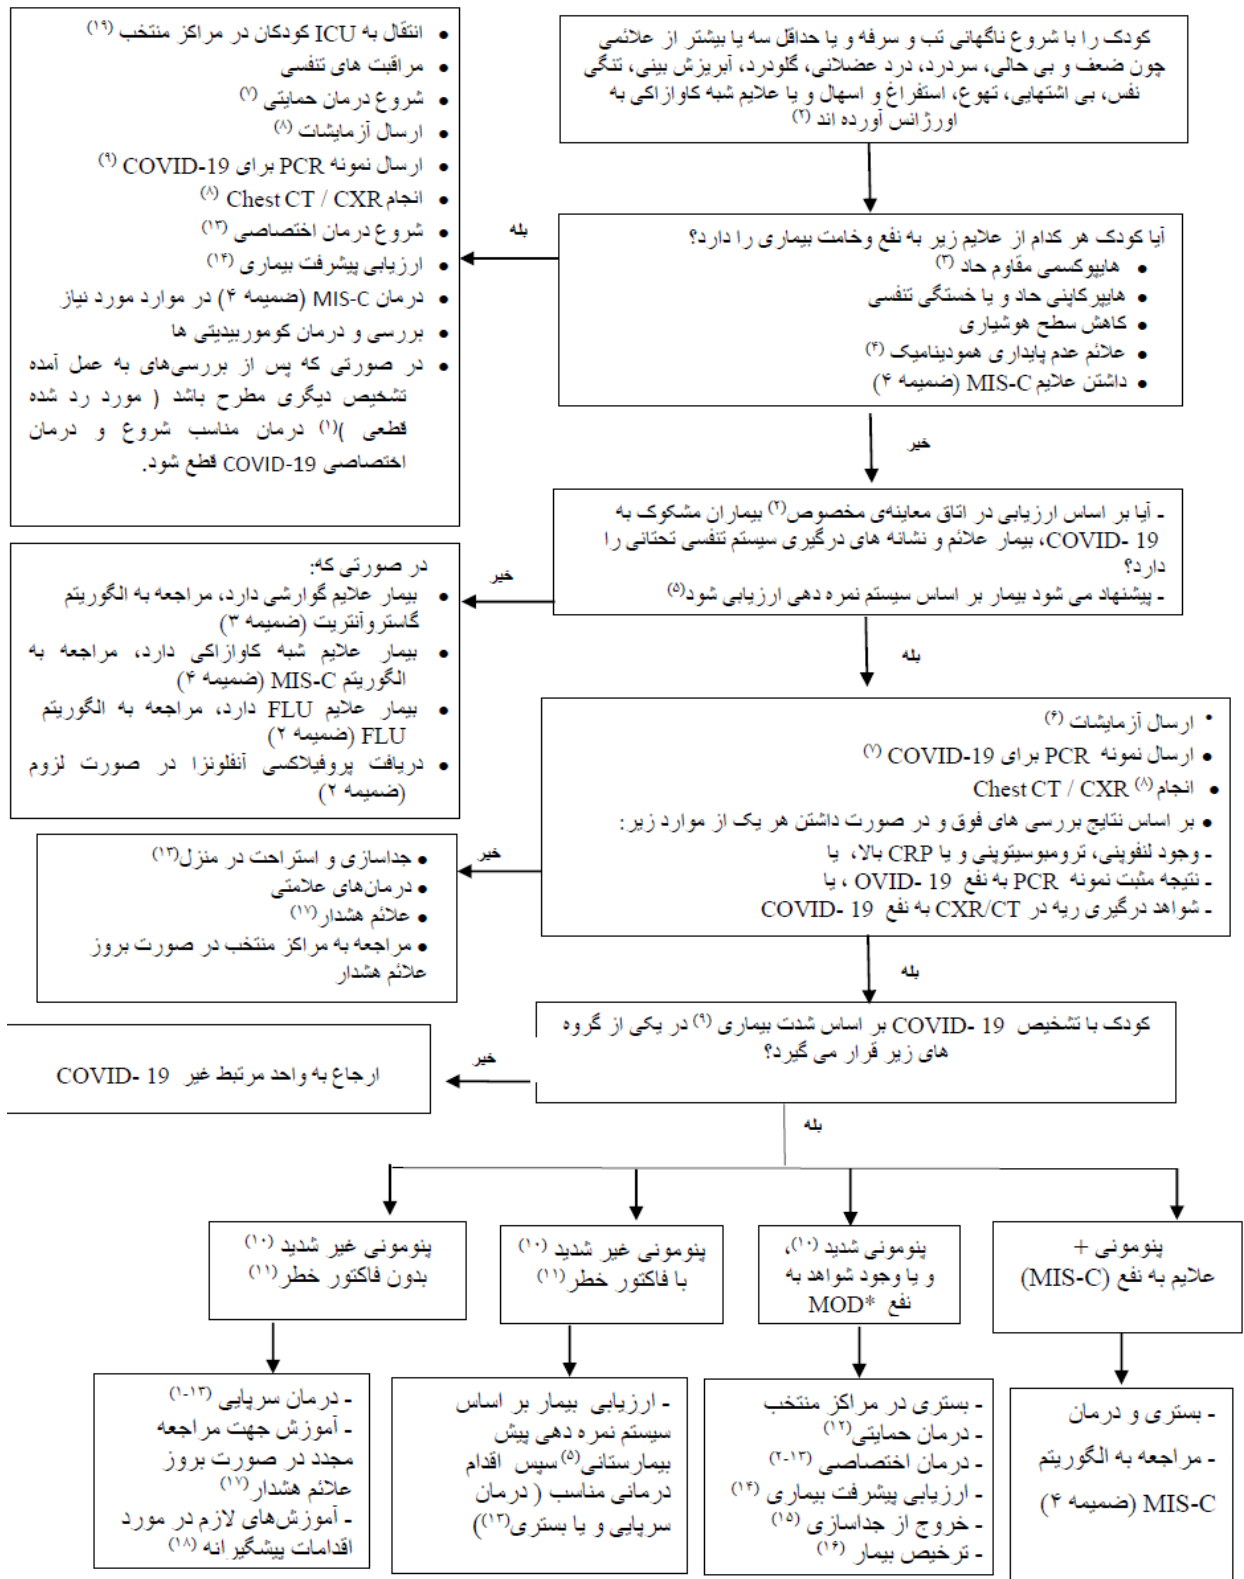 کودک را با شروع ناگهانی تب و سرفه و یا حداقل سه یا بیشتر از علائمی
چون ضعف و بی حالی، سردرد، درد عضلانی، گلودرد، آبریزش بینی، تنگی
نفس، بی اشتهایی، تهوع، استفراغ و اسهال و یا علایم شبه کاوازاکی به
اورژانس آورده اند (۲)
آیا کودک هر کدام از علایم زیر به نفع وخامت بیماری را دارد؟
• هایپوکسمی مقاوم حاد (۳)
• هایپرکاپنی حاد و یا خستگی تنفسی
• کاهش سطح هوشیاری
• علائم عدم پایداری همودینامیک (۴)
• داشتن علایم MIS-C (ضمیمه ۴)
بله
• انتقال به ICU کودکان در مراکز منتخب (۱۹)
• مراقبت های تنفسی
• شروع درمان حمایتی (۷)
• ارسال آزمایشات (۸)
• ارسال نمونه PCR برای COVID-19 (۹)
• انجام Chest CT / CXR (۸)
• شروع درمان اختصاصی (۱۳)
• ارزیابی پیشرفت بیماری (۱۴)
• درمان MIS-C (ضمیمه ۴) در موارد مورد نیاز
• بررسی و درمان کوموربیدیتی ها
• در صورتی که پس از بررسی‌های به عمل آمده
تشخیص دیگری مطرح باشد ( مورد رد شده
قطعی )(۱) درمان مناسب شروع و درمان
اختصاصی COVID-19 قطع شود.
خیر
ـ آیا بر اساس ارزیابی در اتاق معاینه‌ی مخصوص(۲) بیماران مشکوک به
COVID- 19، بیمار علائم و نشانه های درگیری سیستم تنفسی تحتانی را
دارد؟
ـ پیشنهاد می شود بیمار بر اساس سیستم نمره دهی ارزیابی شود(۵)
خیر
در صورتی که:
• بیمار علایم گوارشی دارد، مراجعه به الگوریتم
گاستروآنتریت (ضمیمه ۳)
• بیمار علایم شبه کاوازاکی دارد، مراجعه به
الگوریتم MIS-C (ضمیمه ۴)
• بیمار علایم FLU دارد، مراجعه به الگوریتم
FLU (ضمیمه ۲)
• دریافت پروفیلاکسی آنفلونزا در صورت لزوم
(ضمیمه ۲)
بله
• ارسال آزمایشات (۶)
• ارسال نمونه PCR برای COVID-19 (۷)
• انجام (۸) Chest CT / CXR
• بر اساس نتایج بررسی های فوق و در صورت داشتن هر یک از موارد زیر:
ـ وجود لنفوپنی، ترومبوسیتوپنی و یا CRP بالا، یا
ـ نتیجه مثبت نمونه PCR به نفع OVID- 19 ، یا
ـ شواهد درگیری ریه در CXR/CT به نفع COVID- 19
خیر
• جداسازی و استراحت در منزل(۱۳)
• درمان‌های علامتی
• علائم هشدار(۱۷)
• مراجعه به مراکز منتخب در صورت بروز
علائم هشدار
بله
کودک با تشخیص COVID- 19 بر اساس شدت بیماری (۹) در یکی از گروه
های زیر قرار می گیرد؟
خیر
ارجاع به واحد مرتبط غیر COVID- 19
بله
پنومونی +
علایم به نفع (MIS-C)
پنومونی شدید (۱۰)،
و یا وجود شواهد به
نفع MOD*
پنومونی غیر شدید (۱۰)
با فاکتور خطر(۱۱)
پنومونی غیر شدید (۱۰)
بدون فاکتور خطر(۱۱)
- بستری و درمان
- مراجعه به الگوریتم
MIS-C (ضمیمه ۴)
- بستری در مراکز منتخب
- درمان حمایتی(۱۲)
- درمان اختصاصی (۱۳-۲)
- ارزیابی پیشرفت بیماری (۱۴)
- خروج از جداسازی (۱۵)
- ترخیص بیمار (۱۶)
- ارزیابی بیمار بر اساس
سیستم نمره دهی پیش
بیمارستانی(۵) سپس اقدام
درمانی مناسب ( درمان
سرپایی و یا بستری(۱۳))
- درمان سرپایی (۱۳-۱)
- آموزش جهت مراجعه
مجدد در صورت بروز
علائم هشدار(۱۷)
- آموزش‌های لازم در مورد
اقدامات پیشگیرانه (۱۸)